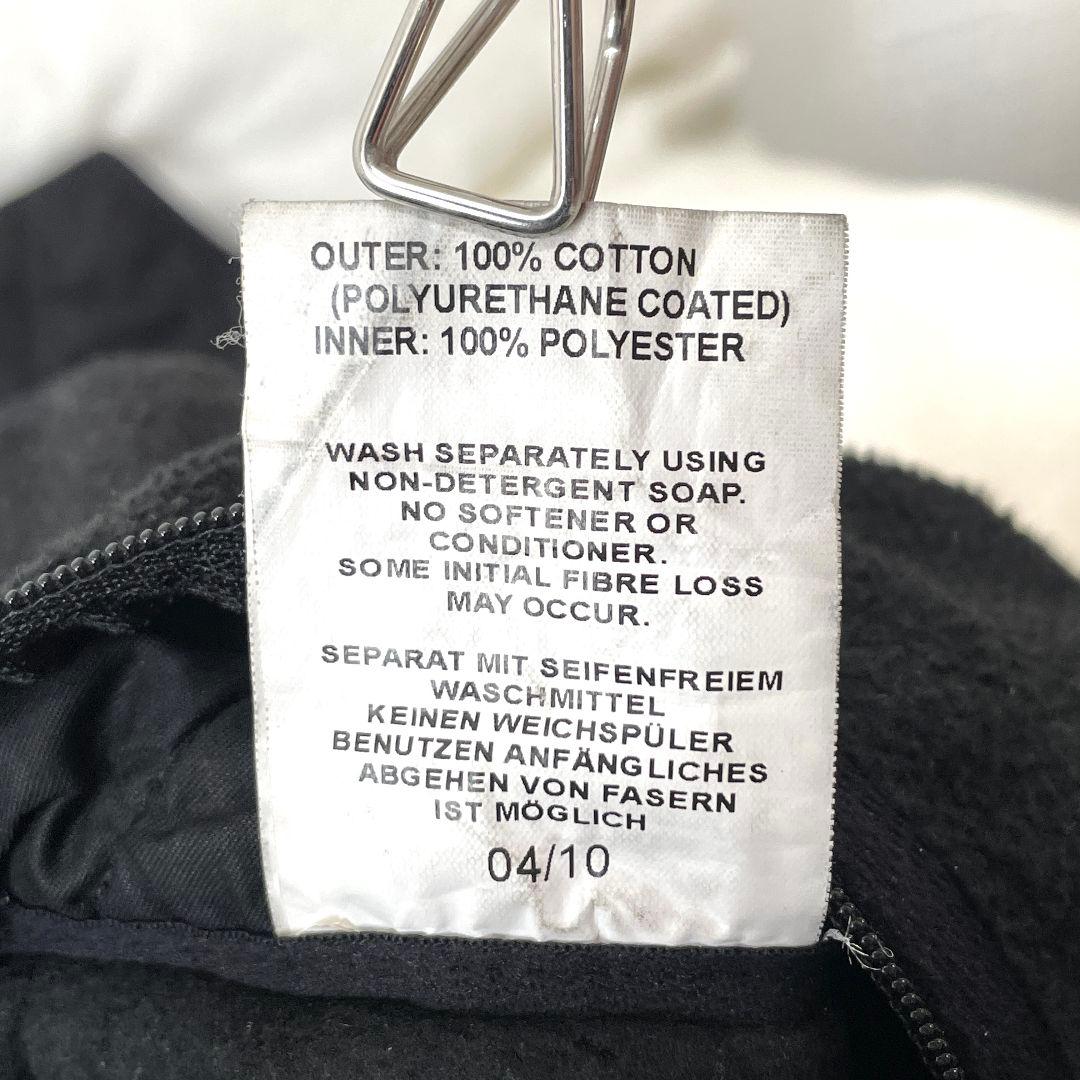 OUTER: 100% COTTON
(POLYURETHANE COATED)
INNER: 100% POLYESTER
WASH SEPARATELY USING
NON-DETERGENT SOAP.
NO SOFTENER OR
CONDITIONER.
SOME INITIAL FIBRE LOSS
MAY OCCUR.
SEPARAT MIT SEIFENFREIEM
WASCHMITTEL
KEINEN WEICHSPÜLER
BENUTZEN ANFÄNGLICHES
ABGEHEN VON FASERN
IST MÖGLICH
04/10